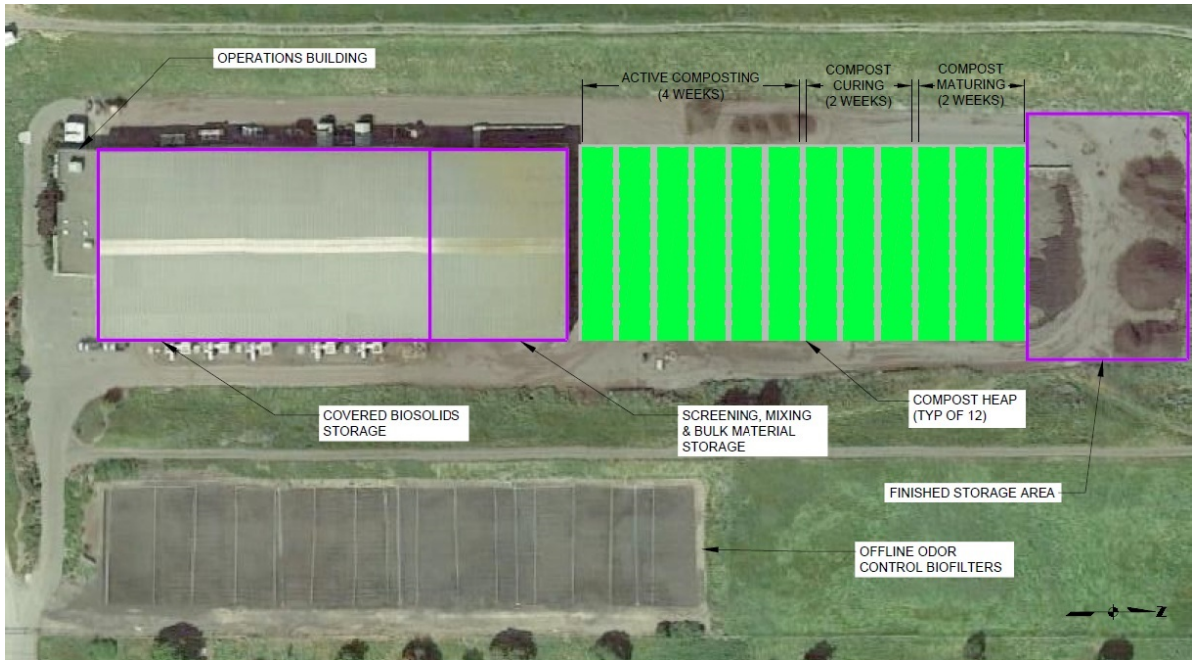 OPERATIONS BUILDING
ACTIVE COMPOSTING
(4 WEEKS)
COMPOST
CURING
(2 WEEKS)
COMPOST
MATURING
(2 WEEKS)
COVERED BIOSOLIDS
STORAGE
SCREENING, MIXING
& BULK MATERIAL
STORAGE
COMPOST HEAP
(TYP OF 12)
FINISHED STORAGE AREA
OFFLINE ODOR
CONTROL BIOFILTERS
Z